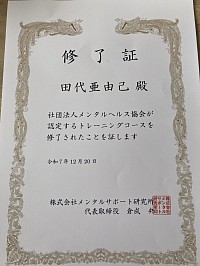 修了証
田代亜由己 殿
社団法人メンタルヘルス協会が
認定するトレーニングコースを
修了されたことを証します
令和7年12月20日
株式会社メンタルサポート研究所
代表取締役 倉成